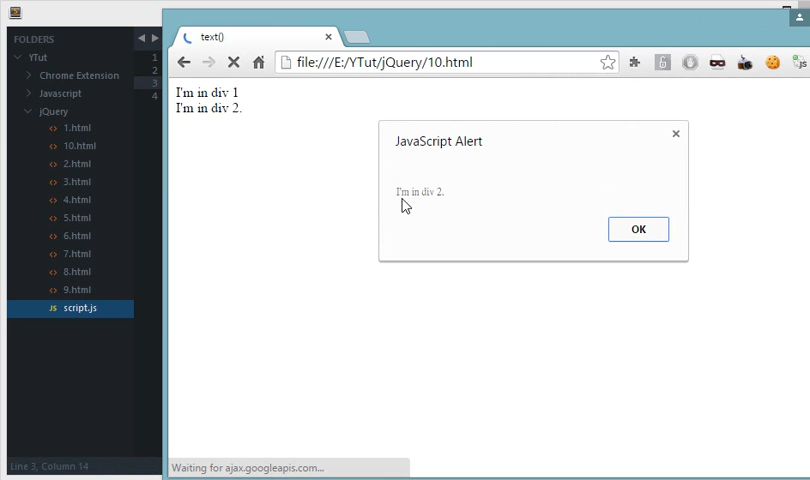 FOLDERS
YTut
Chrome Extension
Javascript
jQuery
1.html
10.html
2.html
3.html
4.html
5.html
6.html
7.html
8.html
9.html
JS script.js
Line 3, Column 14
1
2
3
4
text()
file:///E:/YTut/jQuery/10.html
JS
I'm in div 1
I'm in div 2.
JavaScript Alert
I'm in div 2.
OK
Waiting for ajax.googleapis.com...